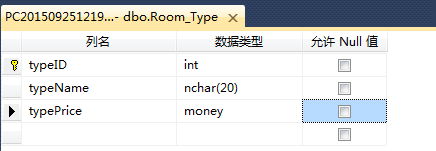 PC201509251219...- dbo.Room_Type
列名 数据类型 允许 Null 值
typeID int
typeName nchar(20)
typePrice money